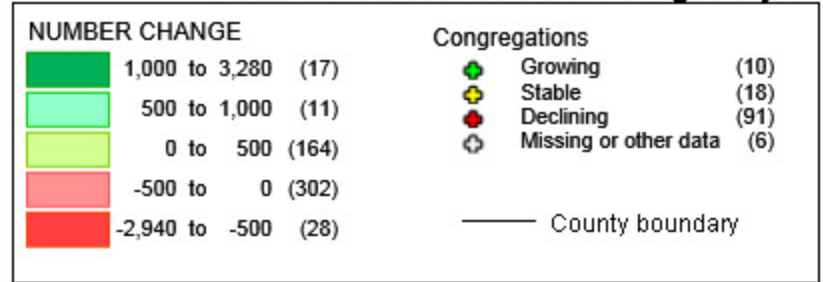 NUMBER CHANGE
1,000 to 3,280 (17)
500 to 1,000 (11)
0 to 500 (164)
-500 to 0 (302)
-2,940 to -500 (28)
Congregations
Growing (10)
Stable (18)
Declining (91)
Missing or other data (6)
County boundary